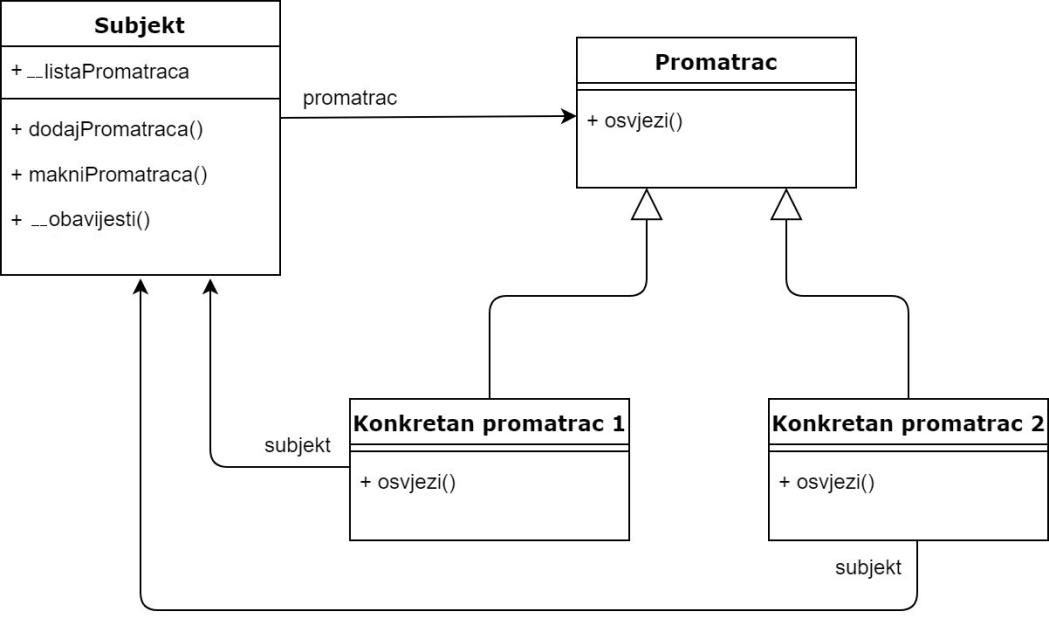 Subjekt
+ __listaPromatraca
+ dodajPromatraca()
+ makniPromatraca()
+ __obavijesti()
promatrac
Promatrac
+ osvjezi()
Konkretan promatrac 1
+ osvjezi()
subjekt
Konkretan promatrac 2
+ osvjezi()
subjekt